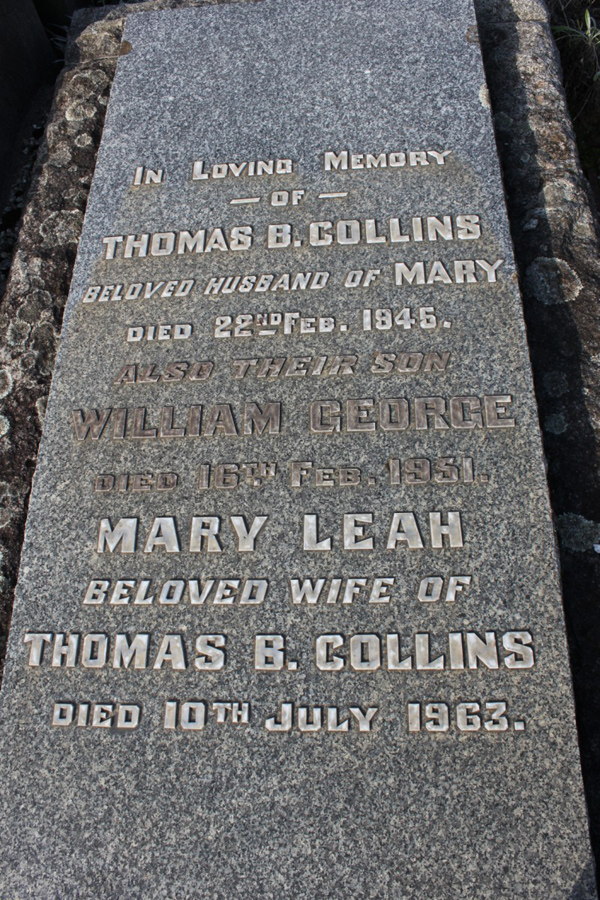 In Loving Memory
— OF —
THOMAS B. COLLINS
BELOVED HUSBAND OF MARY
DIED 22ND FEB. 1945.
ALSO THEIR SON
WILLIAM GEORGE
DIED 16TH FEB. 1931.
MARY LEAH
BELOVED WIFE OF
THOMAS B. COLLINS
DIED 10TH JULY 1963.